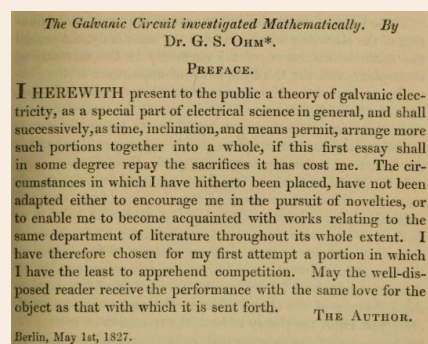 The Galvanic Circuit investigated Mathematically. By
Dr. G. S. OHM*.
PREFACE.
I HEREWITH present to the public a theory of galvanic elec-
tricity, as a special part of electrical science in general, and shall
successively, as time, inclination, and means permit, arrange more
such portions together into a whole, if this first essay shall
in some degree repay the sacrifices it has cost me. The cir-
cumstances in which I have hitherto been placed, have not been
adapted either to encourage me in the pursuit of novelties, or
to enable me to become acquainted with works relating to the
same department of literature throughout its whole extent. I
have therefore chosen for my first attempt a portion in which
I have the least to apprehend competition. May the well-dis-
posed reader receive the performance with the same love for the
object as that with which it is sent forth.
THE AUTHOR.
Berlin, May 1st, 1827.